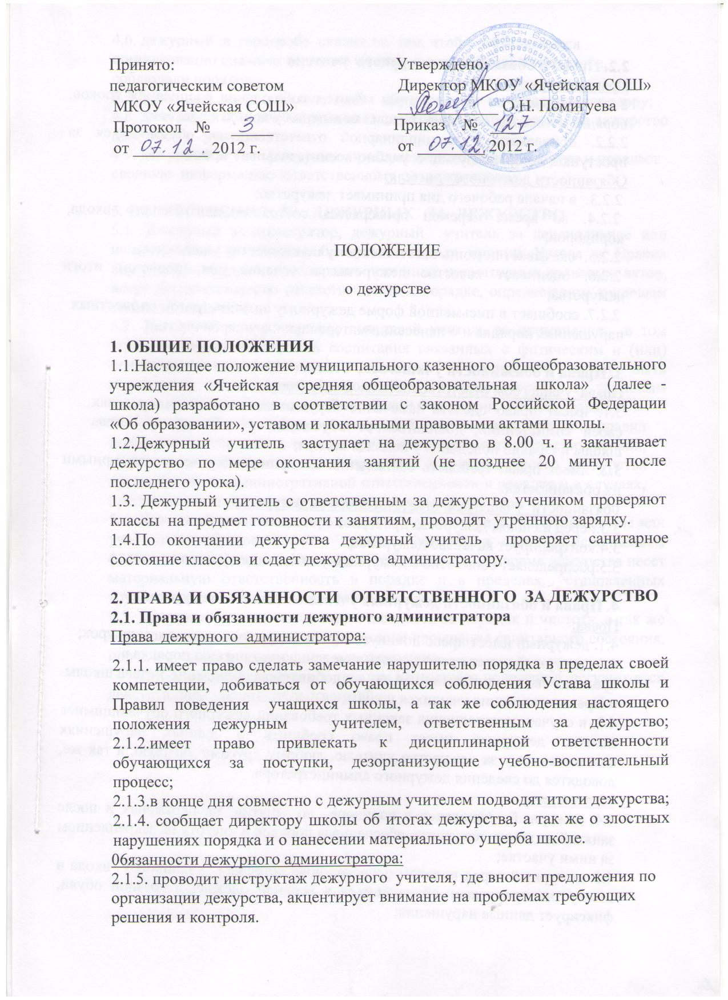 Принято:
педагогическим советом
МКОУ «Ячейская СОШ»
Протокол № 3
от 07.12. 2012 г.
Утверждено:
Директор МКОУ «Ячейская СОШ»
О.Н. Помитуева
Приказ № 127
от 07.12. 2012 г.
ПОЛОЖЕНИЕ
о дежурстве
1. ОБЩИЕ ПОЛОЖЕНИЯ
1.1.Настоящее положение муниципального казенного общеобразовательного
учреждения «Ячейская средняя общеобразовательная школа» (далее -
школа) разработано в соответствии с законом Российской Федерации
«Об образовании», уставом и локальными правовыми актами школы.
1.2.Дежурный учитель заступает на дежурство в 8.00 ч. и заканчивает
дежурство по мере окончания занятий (не позднее 20 минут после
последнего урока).
1.3. Дежурный учитель с ответственным за дежурство учеником проверяют
классы на предмет готовности к занятиям, проводят утреннюю зарядку.
1.4.По окончании дежурства дежурный учитель проверяет санитарное
состояние классов и сдает дежурство администратору.
2. ПРАВА И ОБЯЗАННОСТИ ОТВЕТСТВЕННОГО ЗА ДЕЖУРСТВО
2.1. Права и обязанности дежурного администратора
Права дежурного администратора:
2.1.1. имеет право сделать замечание нарушителю порядка в пределах своей
компетенции, добиваться от обучающихся соблюдения Устава школы и
Правил поведения учащихся школы, а так же соблюдения настоящего
положения дежурным учителем, ответственным за дежурство;
2.1.2.имеет право привлекать к дисциплинарной ответственности
обучающихся за поступки, дезорганизующие учебно-воспитательный
процесс;
2.1.3.в конце дня совместно с дежурным учителем подводят итоги дежурства;
2.1.4. сообщает директору школы об итогах дежурства, а так же о злостных
нарушениях порядка и о нанесении материального ущерба школе.
0бязанности дежурного администратора:
2.1.5. проводит инструктаж дежурного учителя, где вносит предложения по
организации дежурства, акцентирует внимание на проблемах требующих
решения и контроля.